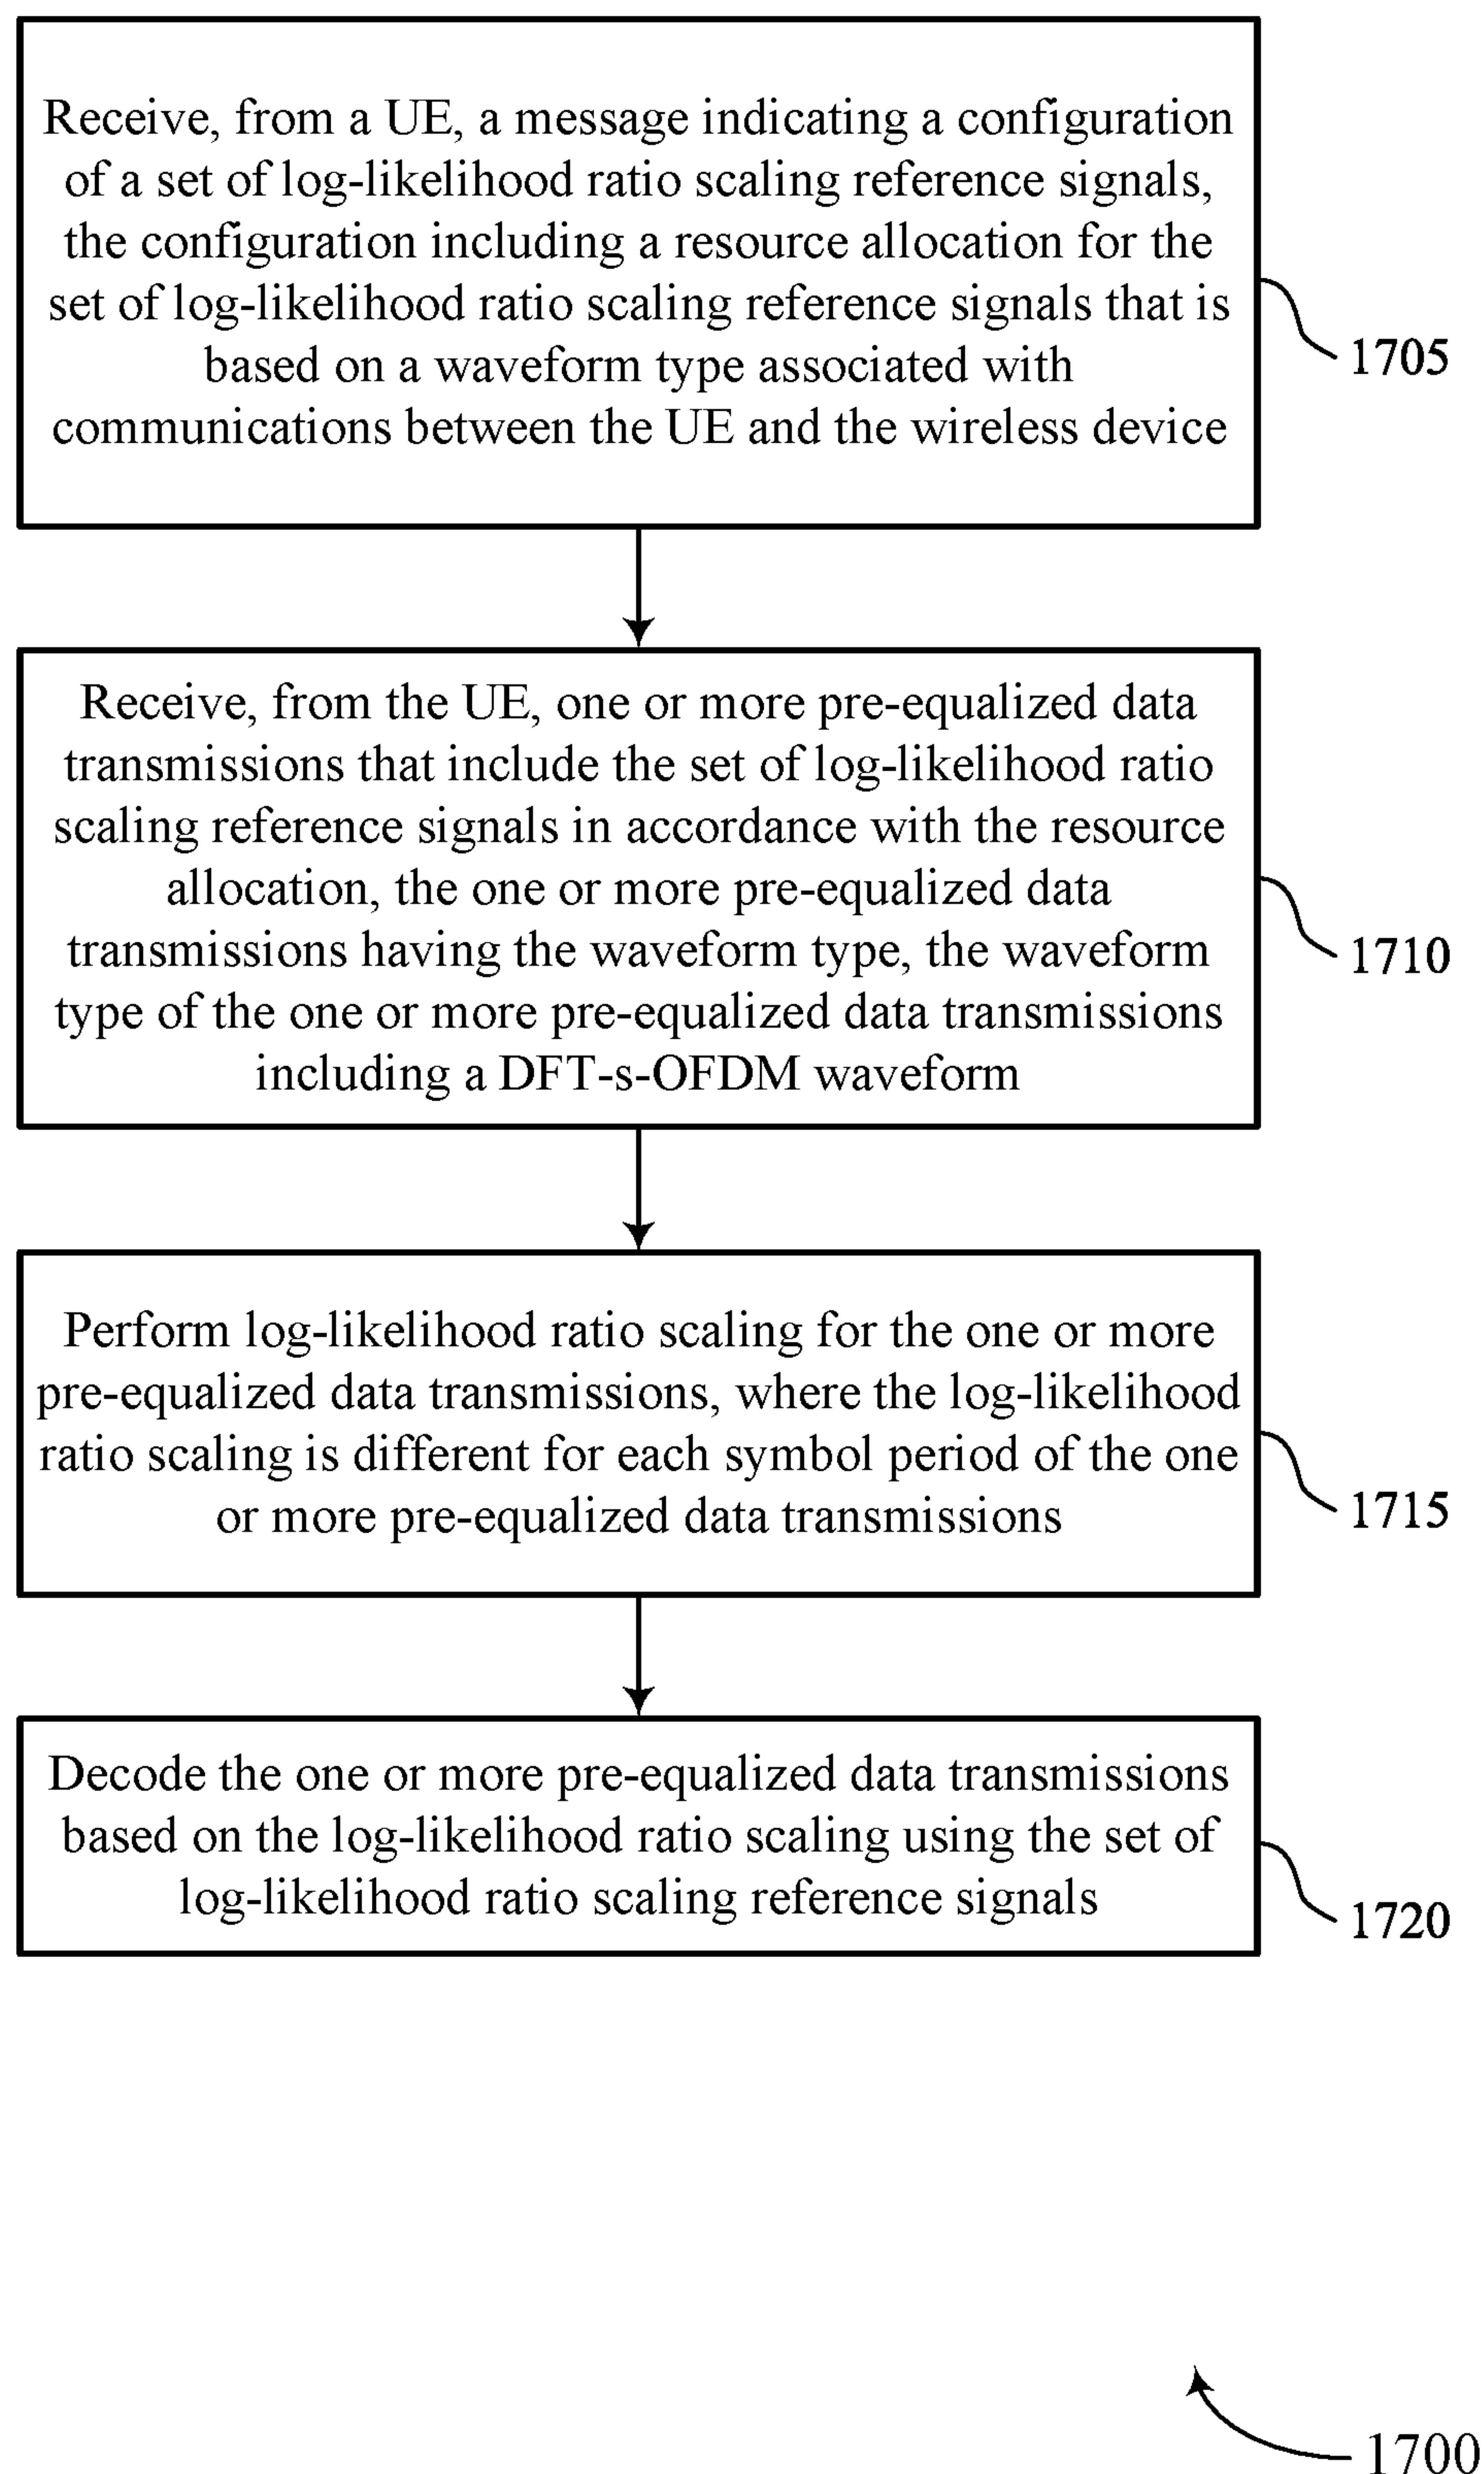 Receive, from a UE, a message indicating a configuration
of a set of log-likelihood ratio scaling reference signals,
the configuration including a resource allocation for the
set of log-likelihood ratio scaling reference signals that is
based on a waveform type associated with
communications between the UE and the wireless device
1705
Receive, from the UE, one or more pre-equalized data
transmissions that include the set of log-likelihood ratio
scaling reference signals in accordance with the resource
allocation, the one or more pre-equalized data
transmissions having the waveform type, the waveform
type of the one or more pre-equalized data transmissions
including a DFT-s-OFDM waveform
1710
Perform log-likelihood ratio scaling for the one or more
pre-equalized data transmissions, where the log-likelihood
ratio scaling is different for each symbol period of the one
or more pre-equalized data transmissions
1715
Decode the one or more pre-equalized data transmissions
based on the log-likelihood ratio scaling using the set of
log-likelihood ratio scaling reference signals
1720
1700